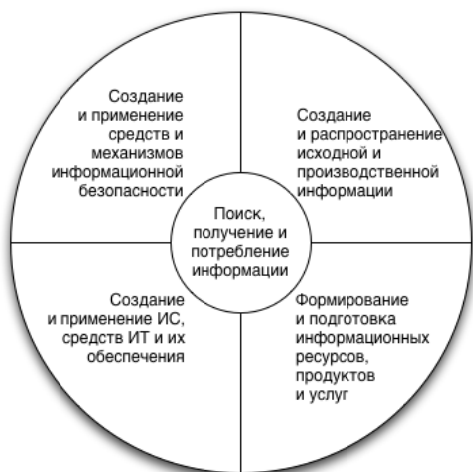 Создание
и применение
средств и
механизмов
информационной
безопасности
Создание
и распространение
исходной и
производственной
информации
Поиск,
получение и
потребление
информации
Создание
и применение ИС,
средств ИТ и их
обеспечения
Формирование
и подготовка
информационных
ресурсов,
продуктов
и услуг